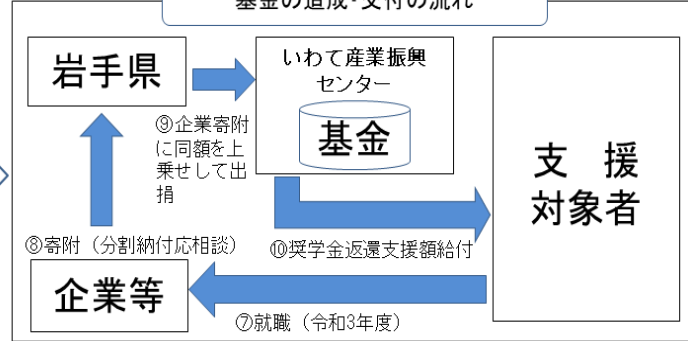 基金の造成・交付の流れ
岩手県
いわて産業振興
センター
基金
⑨企業寄附
に同額を上
乗せして出
捐
支　援
対象者
⑧寄附（分割納付応相談）
⑩奨学金返還支援額給付
企業等
⑦就職（令和3年度）